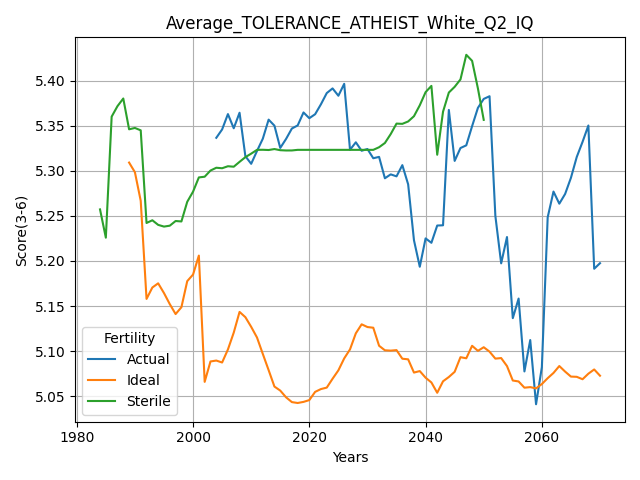 Average_TOLERANCE_ATHEIST_White_Q2_IQ
Score(3-6)
5.40
5.35
5.30
5.25
5.20
5.15
5.10
5.05
Fertility
Actual
Ideal
Sterile
1980 2000 2020 2040 2060
Years